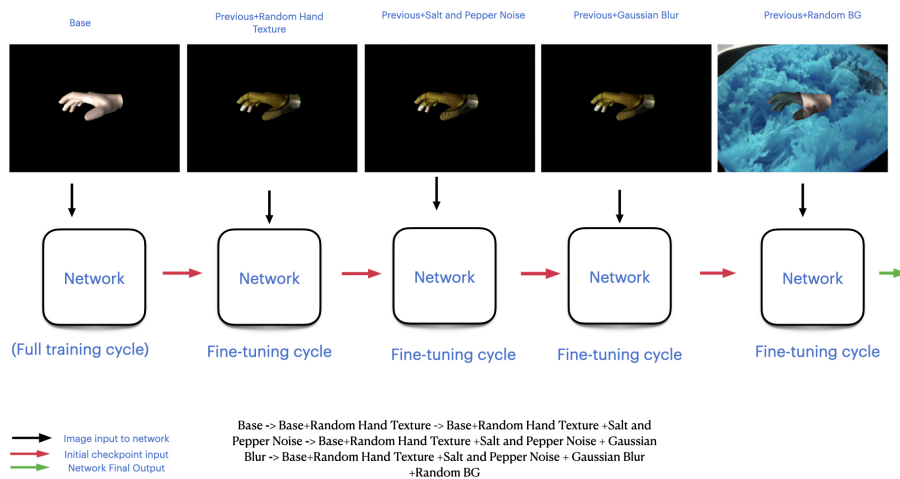 Base
Previous+Random Hand
Texture
Previous+Salt and Pepper Noise
Previous+Gaussian Blur
Previous+Random BG
Network
Network
Network
Network
Network
(Full training cycle)
Fine-tuning cycle
Fine-tuning cycle
Fine-tuning cycle
Fine-tuning cycle
Image input to network
Initial checkpoint input
Network Final Output
Base -> Base+Random Hand Texture -> Base+Random Hand Texture +Salt and
Pepper Noise -> Base+Random Hand Texture +Salt and Pepper Noise + Gaussian
Blur -> Base+Random Hand Texture +Salt and Pepper Noise + Gaussian Blur
+Random BG